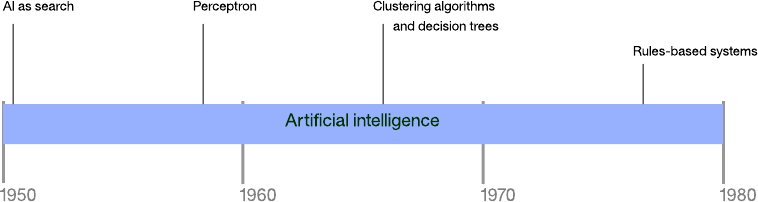 AI as search
Perceptron
Clustering algorithms
and decision trees
Rules-based systems
Artificial intelligence
1950
1960
1970
1980